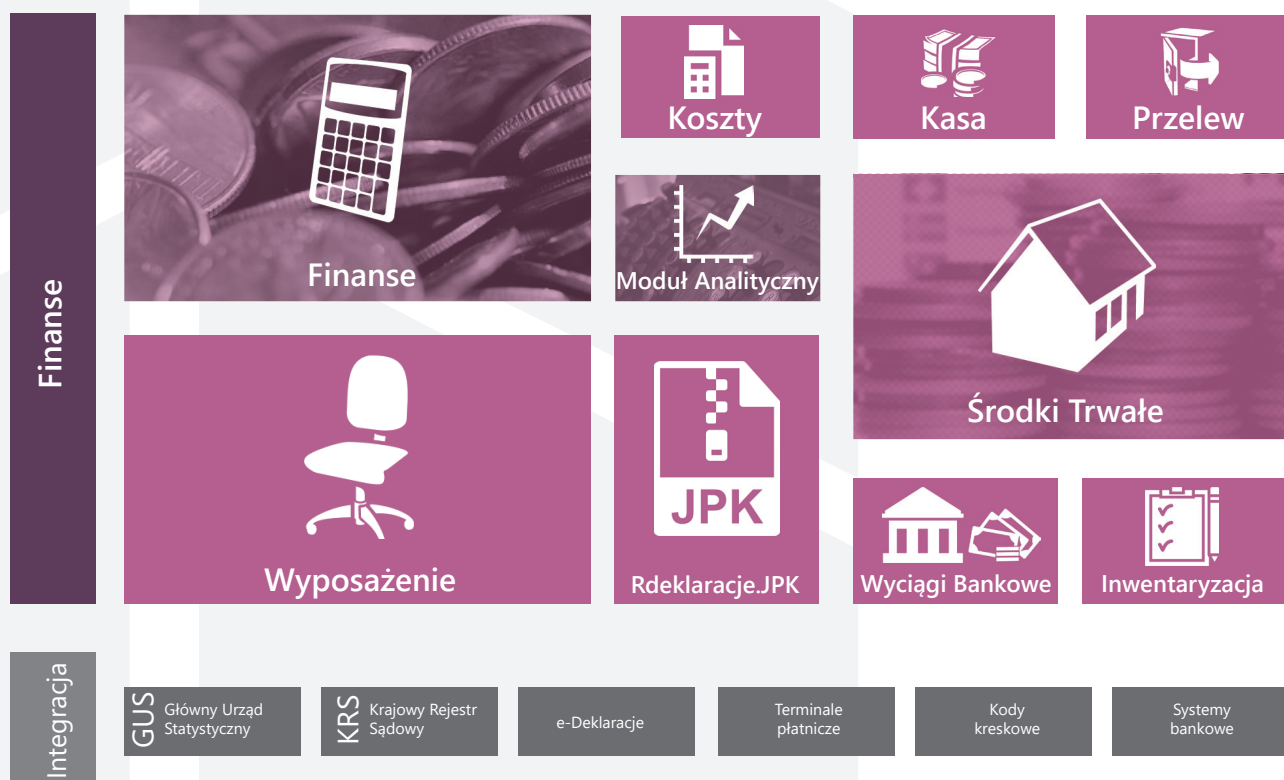 Finanse
Finanse
Koszty
Kasa
Przelew
Moduł Analityczny
Środki Trwałe
Wyposażenie
JPK
Rdeklaracje.JPK
Wyciągi Bankowe
Inwentaryzacja
Integracja
GUS
Główny Urząd
Statystyczny
KRS
Krajowy Rejestr
Sądowy
e-Deklaracje
Terminale
płatnicze
Kody
kreskowe
Systemy
bankowe